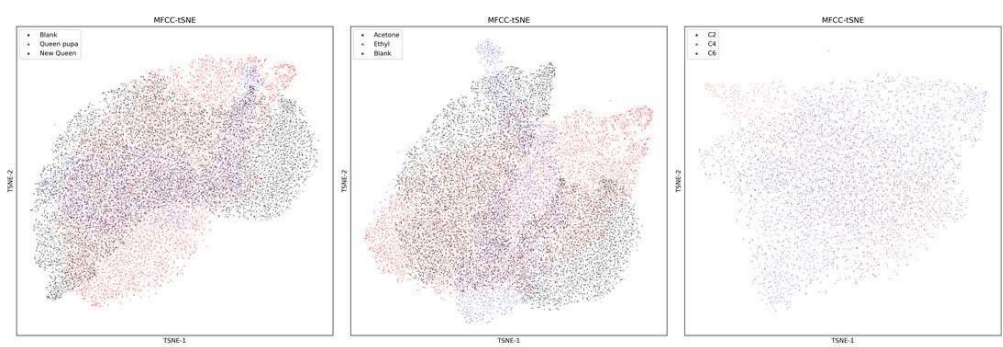 MFCC-tSNE
Blank
Queen pupa
New Queen
TSNE-2
TSNE-1
MFCC-tSNE
Acetone
Ethyl
Blank
TSNE-2
TSNE-1
MFCC-tSNE
C2
C4
C6
TSNE-2
TSNE-1